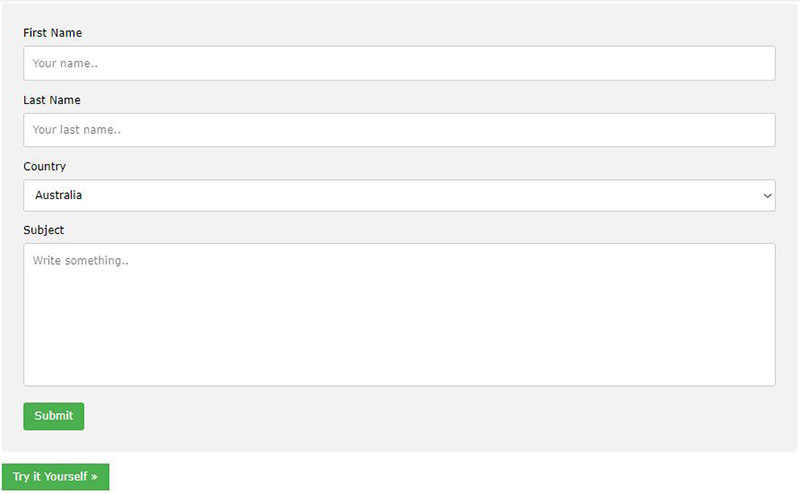 First Name
Your name..
Last Name
Your last name..
Country
Australia
Subject
Write something..
Submit
Try it Yourself »